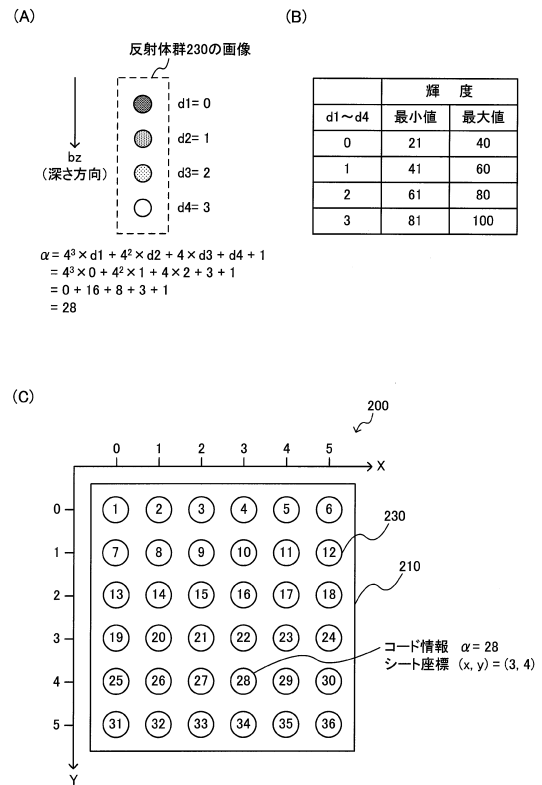 (A)
反射体群230の画像
d1= 0
d2= 1
d3= 2
d4= 3
bz
(深さ方向)
α = 4³ × d1 + 4² × d2 + 4 × d3 + d4 + 1
= 4³ × 0 + 4² × 1 + 4 × 2 + 3 + 1
= 0 + 16 + 8 + 3 + 1
= 28
(B)
輝 度
d1～d4 最小値 最大値
0 21 40
1 41 60
2 61 80
3 81 100
(C)
200
0 1 2 3 4 5
X
0 1 2 3 4 5 6
230
1 7 8 9 10 11 12
210
2 13 14 15 16 17 18
3 19 20 21 22 23 24
コード情報 α = 28
シート座標 (x, y) = (3, 4)
4 25 26 27 28 29 30
5 31 32 33 34 35 36
Y